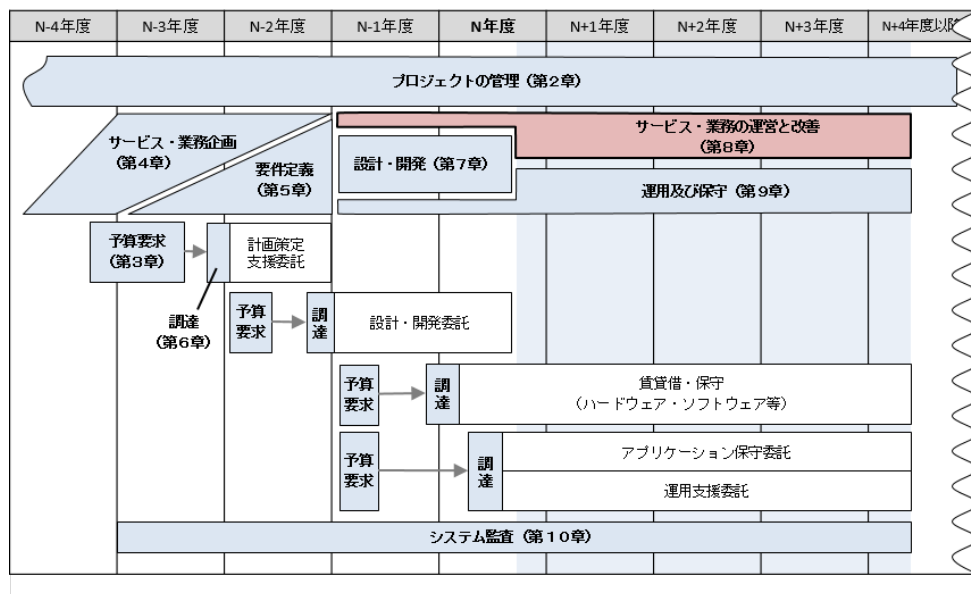 N-4年度 N-3年度 N-2年度 N-1年度 N年度 N+1年度 N+2年度 N+3年度 N+4年度以降
プロジェクトの管理（第2章）
サービス・業務企画
（第4章）
要件定義
（第5章）
設計・開発（第7章）
サービス・業務の運営と改善
（第8章）
運用及び保守（第9章）
予算要求
（第3章）
調達
（第6章）
計画策定
支援委託
予算
要求
調
達
設計・開発委託
予算
要求
調
達
賃貸借・保守
（ハードウェア・ソフトウェア等）
予算
要求
調
達
アプリケーション保守委託
運用支援委託
システム監査（第１０章）